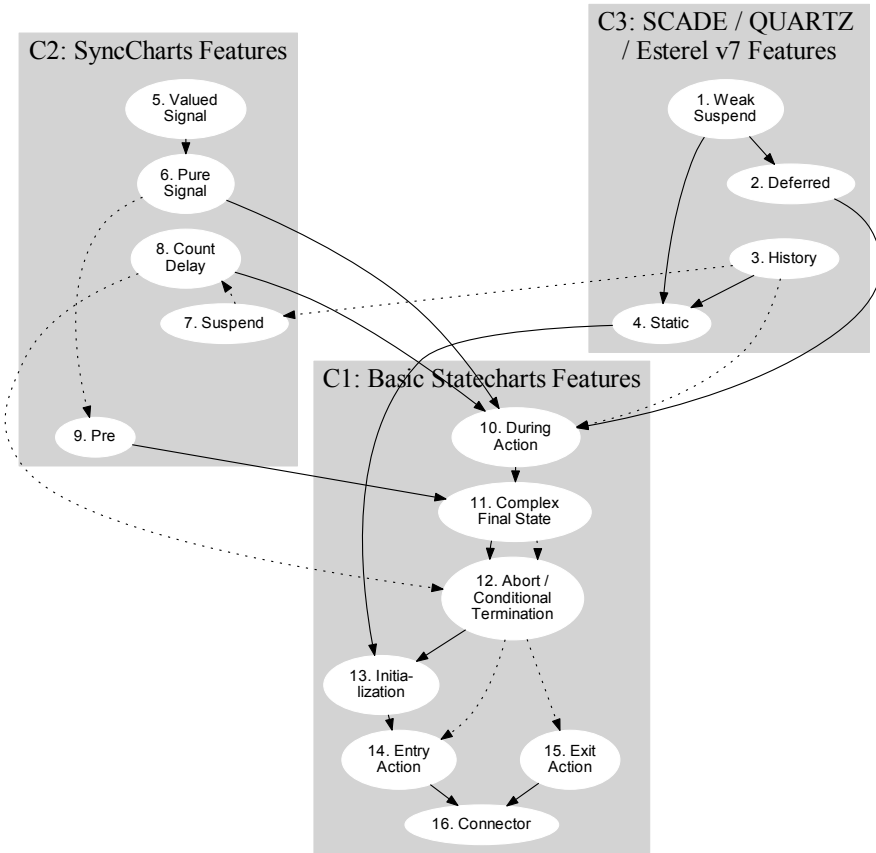 C2: SyncCharts Features
5. Valued
Signal
6. Pure
Signal
8. Count
Delay
7. Suspend
9. Pre
C3: SCADE / QUARTZ
/ Esterel v7 Features
1. Weak
Suspend
2. Deferred
3. History
4. Static
C1: Basic Statecharts Features
10. During
Action
11. Complex
Final State
12. Abort /
Conditional
Termination
13. Initia-
lization
14. Entry
Action
15. Exit
Action
16. Connector